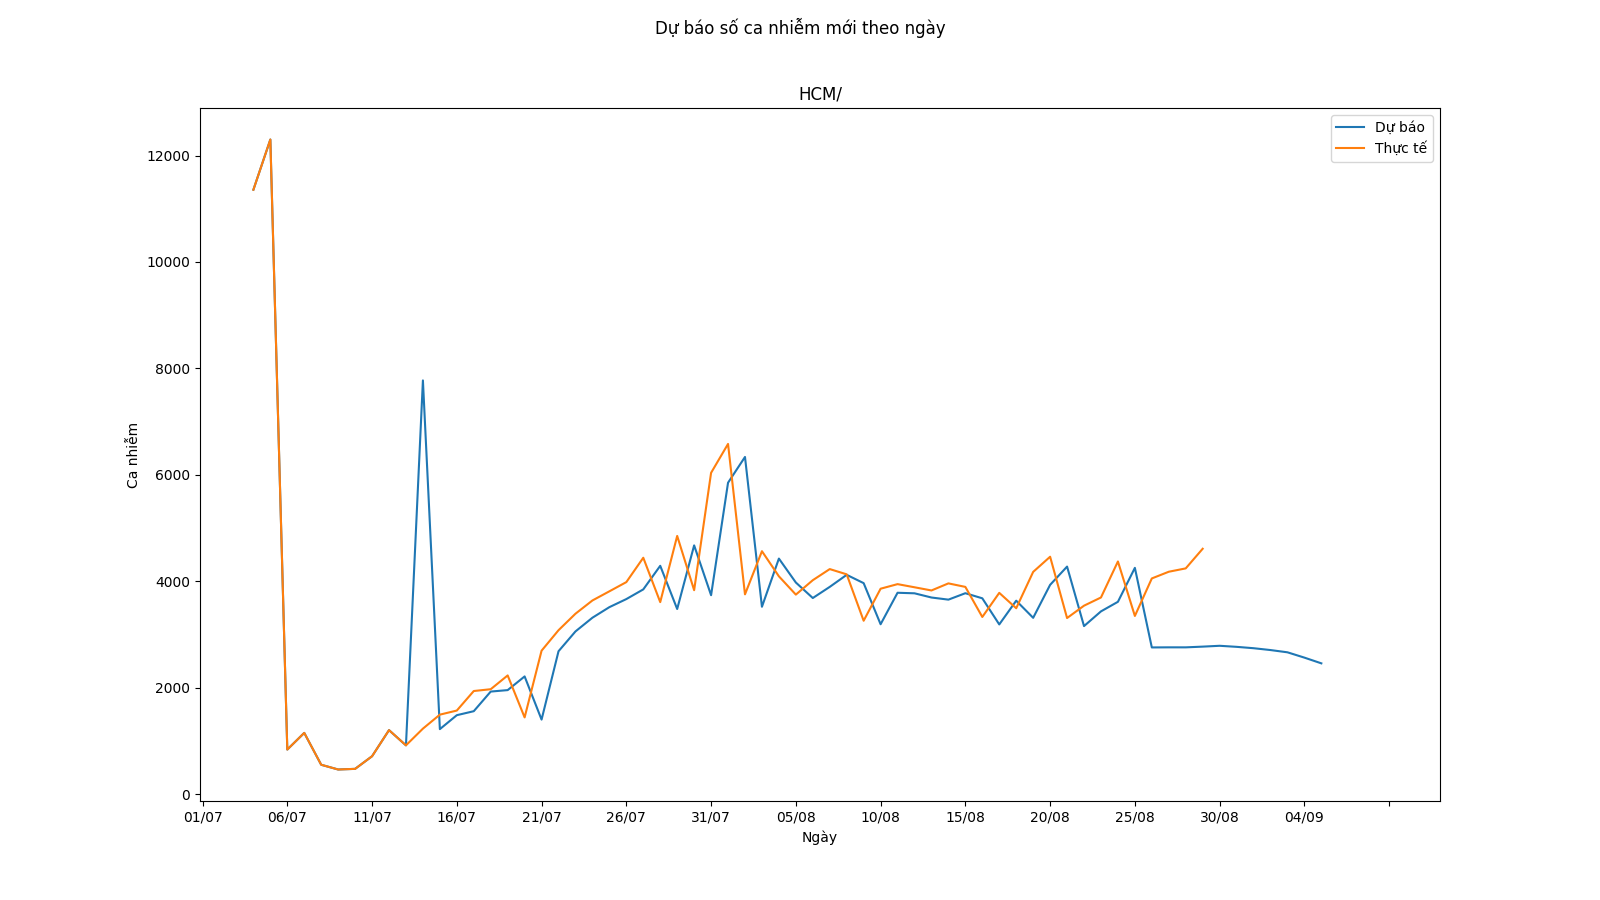 Dự báo số ca nhiễm mới theo ngày
HCM/
Dự báo
Thực tế
12000
10000
8000
6000
4000
2000
0
Ca nhiễm
01/07 06/07 11/07 16/07 21/07 26/07 31/07 05/08 10/08 15/08 20/08 25/08 30/08 04/09
Ngày